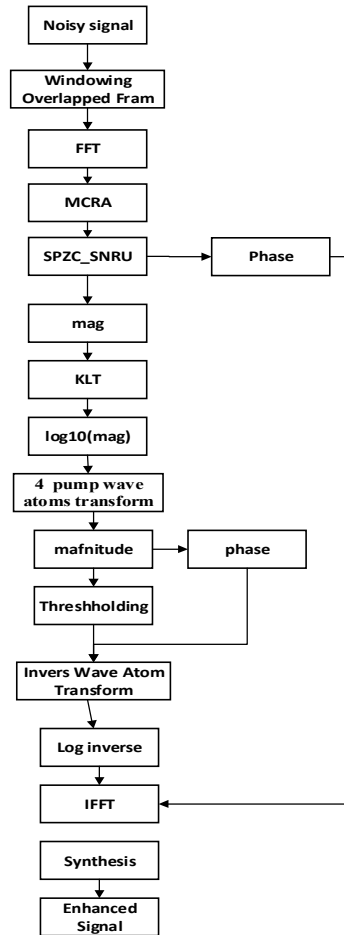 Noisy signal
Windowing
Overlapped Fram
FFT
MCRA
SPZC_SNRU
Phase
mag
KLT
log10(mag)
4 pump wave
atoms transform
mafnitude
phase
Threshholding
Invers Wave Atom
Transform
Log inverse
IFFT
Synthesis
Enhanced
Signal